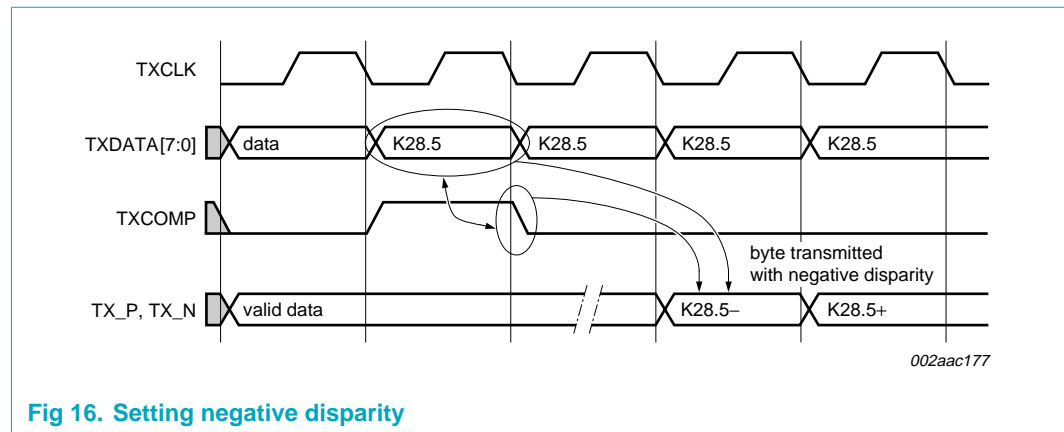 TXCLK
TXDATA[7:0]
data
K28.5
K28.5
K28.5
K28.5
TXCOMP
byte transmitted
with negative disparity
TX_P, TX_N
valid data
K28.5−
K28.5+
002aac177
Fig 16. Setting negative disparity